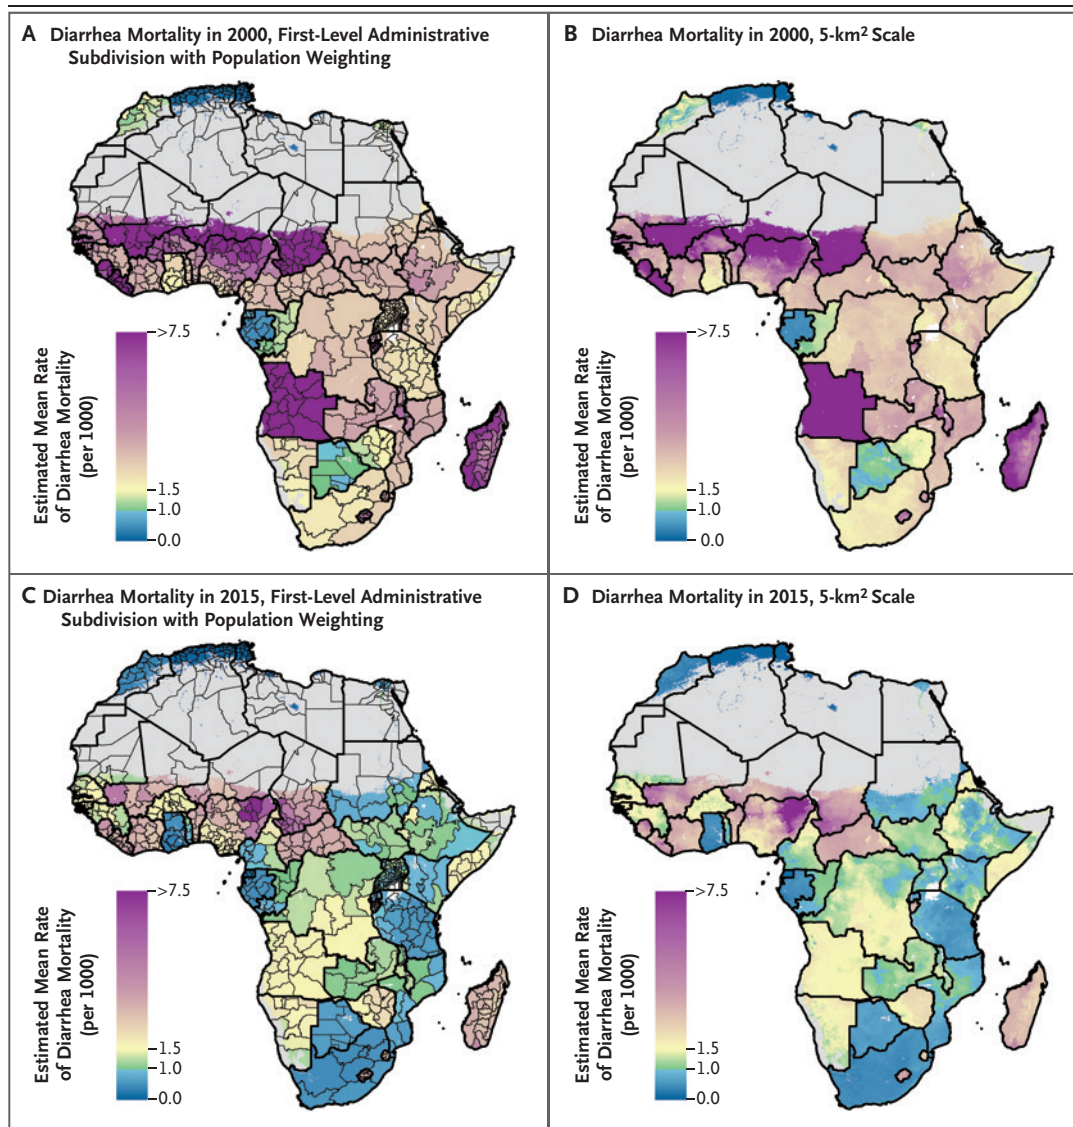 A Diarrhea Mortality in 2000, First-Level Administrative
Subdivision with Population Weighting
Estimated Mean Rate
of Diarrhea Mortality
(per 1000)
>7.5
1.5
1.0
0.0
B Diarrhea Mortality in 2000, 5-km² Scale
Estimated Mean Rate
of Diarrhea Mortality
(per 1000)
>7.5
1.5
1.0
0.0
C Diarrhea Mortality in 2015, First-Level Administrative
Subdivision with Population Weighting
Estimated Mean Rate
of Diarrhea Mortality
(per 1000)
>7.5
1.5
1.0
0.0
D Diarrhea Mortality in 2015, 5-km² Scale
Estimated Mean Rate
of Diarrhea Mortality
(per 1000)
>7.5
1.5
1.0
0.0